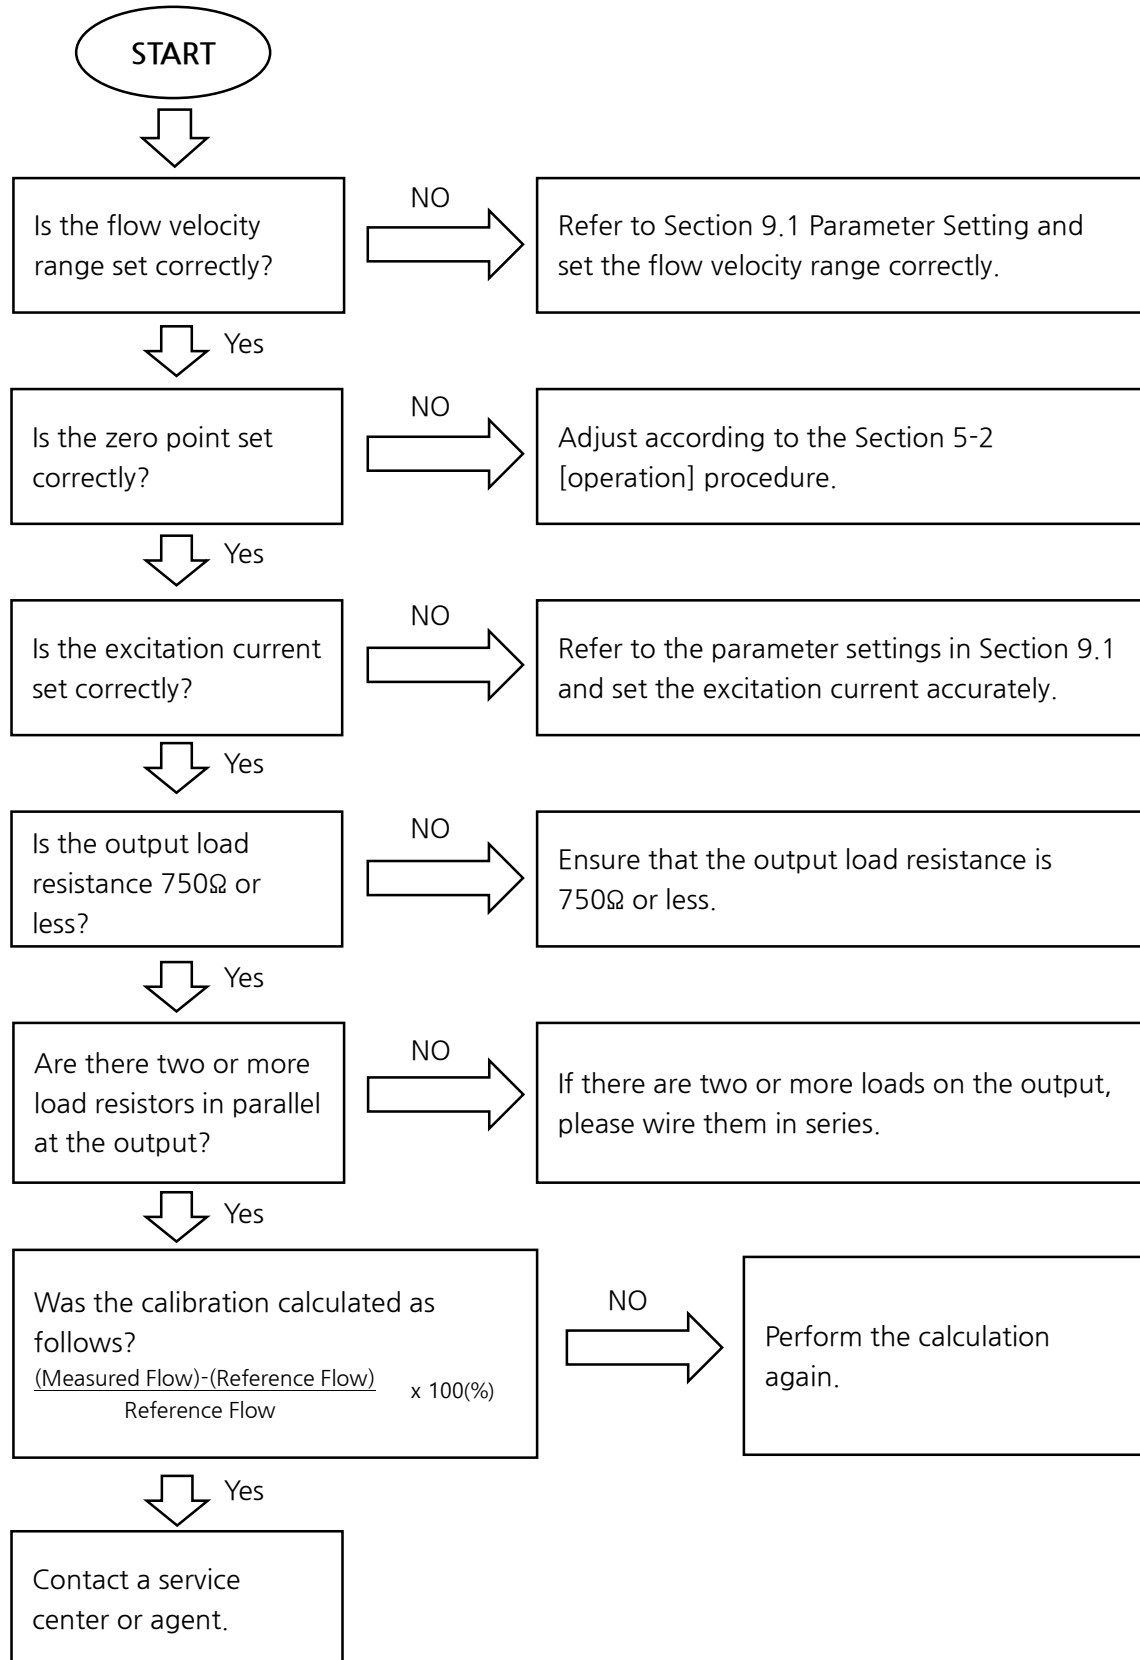 START
Is the flow velocity
range set correctly?
NO
Refer to Section 9.1 Parameter Setting and
set the flow velocity range correctly.
Yes
Is the zero point set
correctly?
NO
Adjust according to the Section 5-2
[operation] procedure.
Yes
Is the excitation current
set correctly?
NO
Refer to the parameter settings in Section 9.1
and set the excitation current accurately.
Yes
Is the output load
resistance 750Ω or
less?
NO
Ensure that the output load resistance is
750Ω or less.
Yes
Are there two or more
load resistors in parallel
at the output?
NO
If there are two or more loads on the output,
please wire them in series.
Yes
Was the calibration calculated as
follows?
(Measured Flow)-(Reference Flow)
Reference Flow
x 100(%)
NO
Perform the calculation
again.
Yes
Contact a service
center or agent.